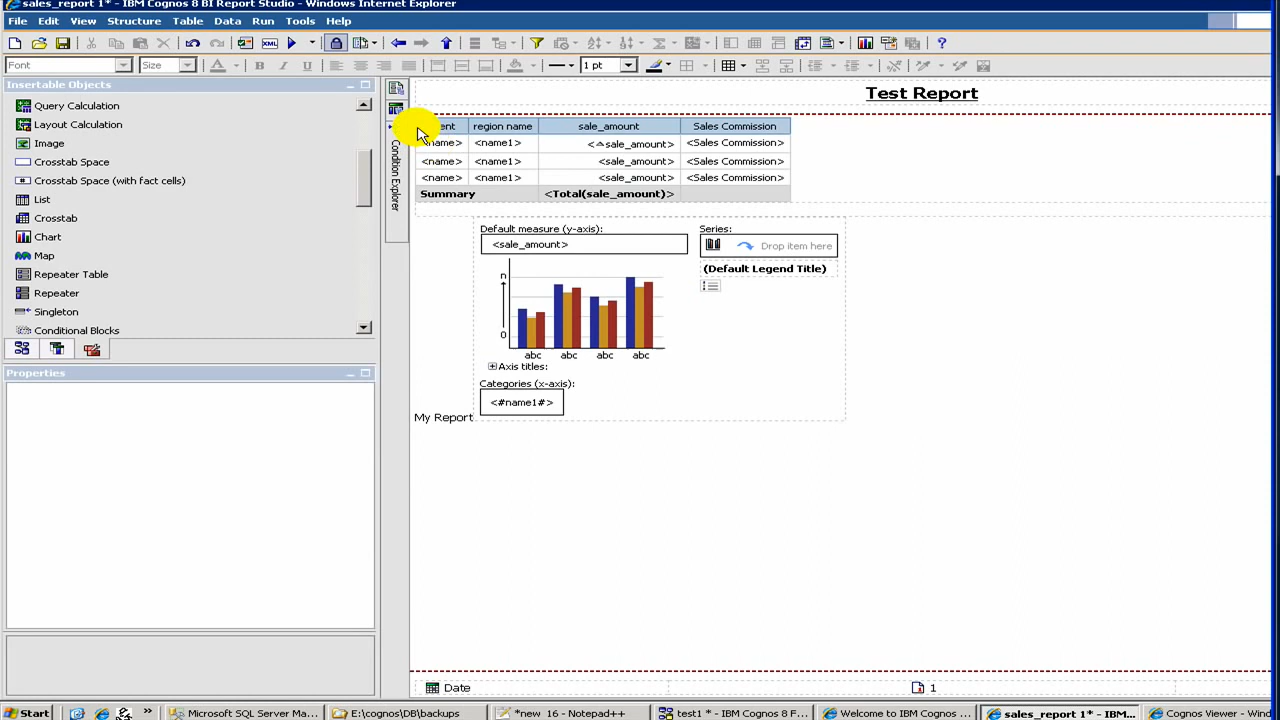 sales_report 1* - IBM Cognos 8 BI Report Studio - Windows Internet Explorer
File Edit View Structure Table Data Run Tools Help
XML
Font Size A B I U 1 pt
Insertable Objects
Query Calculation
Layout Calculation
Image
Crosstab Space
Crosstab Space (with fact cells)
List
Crosstab
Chart
Map
Repeater Table
Repeater
Singleton
Conditional Blocks
Properties
Condition Explorer
Test Report
region name sale_amount Sales Commission
<name> <name1> <sale_amount> <Sales Commission>
<name> <name1> <sale_amount> <Sales Commission>
<name> <name1> <sale_amount> <Sales Commission>
Summary <Total(sale_amount)>
Default measure (y-axis):
<sale_amount>
Series:
Drop item here
(Default Legend Title)
n
0
abc abc abc abc
Axis titles:
Categories (x-axis):
<#name1#>
My Report
Date
1
Start
Microsoft SQL Server Ma...
E:\cognos\DB\backups
*new 16 - Notepad++
test1 * - IBM Cognos 8 F...
Welcome to IBM Cognos ...
sales_report 1* - IBM...
Cognos Viewer - Wind